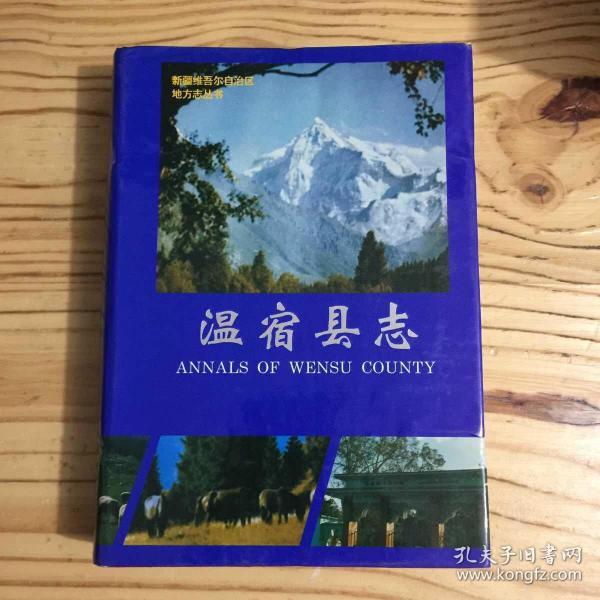 新疆维吾尔自治区
地方志丛书
温宿县志
ANNALS OF WENSU COUNTY
孔夫子旧书网
www.kongfz.com